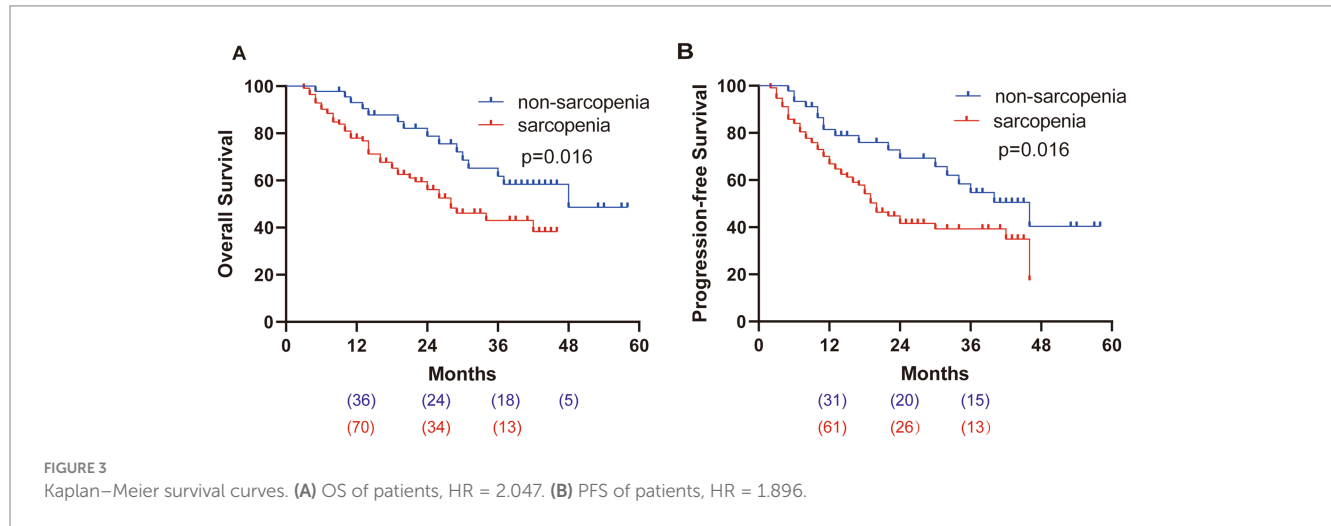 A
Overall Survival
100
80
60
40
20
0
0 12 24 36 48 60
Months
non-sarcopenia
sarcopenia
p=0.016
(36) (24) (18) (5)
(70) (34) (13)
B
Progression-free Survival
100
80
60
40
20
0
0 12 24 36 48 60
Months
non-sarcopenia
sarcopenia
p=0.016
(31) (20) (15)
(61) (26) (13)
FIGURE 3
Kaplan–Meier survival curves. (A) OS of patients, HR = 2.047. (B) PFS of patients, HR = 1.896.